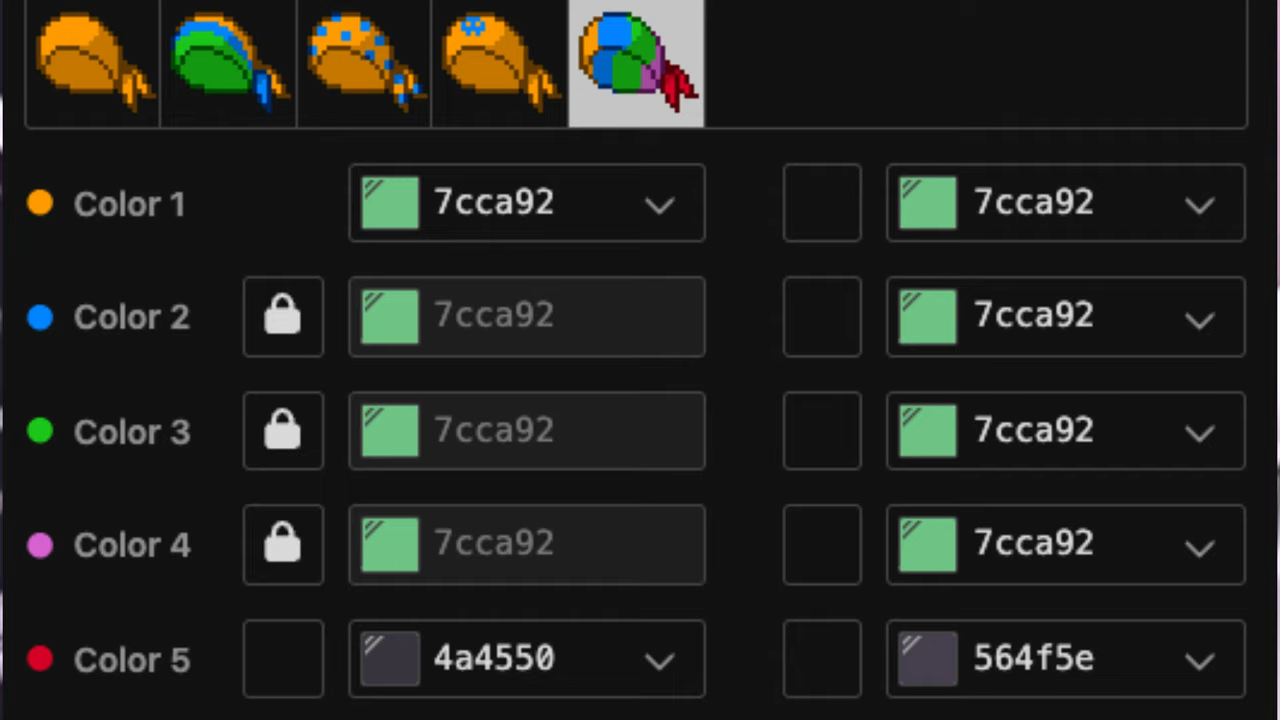 Color 1 7cca92 7cca92
Color 2 7cca92 7cca92
Color 3 7cca92 7cca92
Color 4 7cca92 7cca92
Color 5 4a4550 564f5e